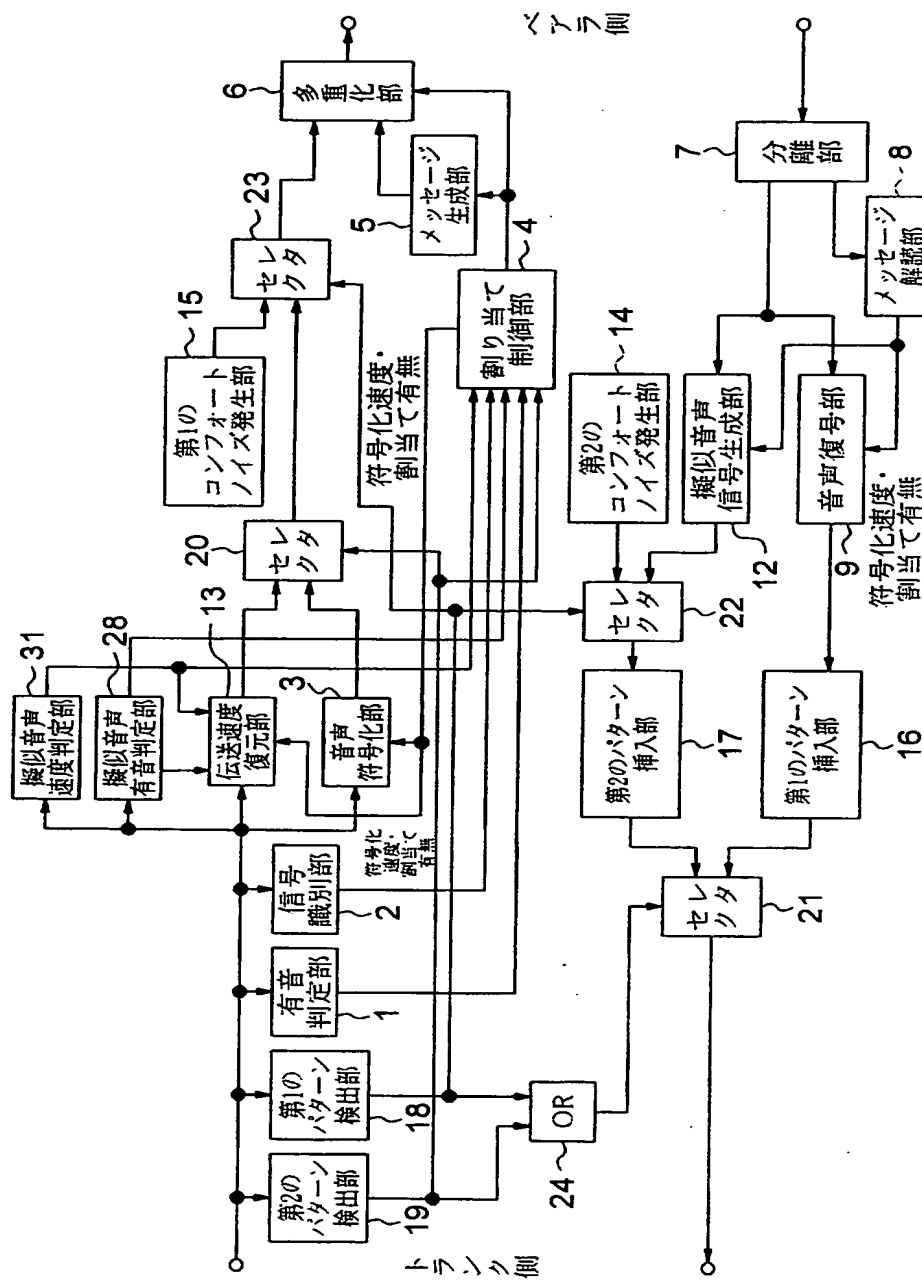 トランク側
第2の
パターン
検出部
19
第1の
パターン
検出部
18
有音
判定部
1
信号
識別部
2
擬似音声
速度判定部
31
擬似音声
有音判定部
28
伝送速度
復元部
13
音声
符号化部
3
符号化
速度・
割当て
有無
セレ
クタ
20
第1の
コンフォート
ノイズ発生部
15
セレ
クタ
23
符号化速度・
割当て有無
割り当て
制御部
4
メッセージ
生成部
5
多重
化部
6
ベアラ側
OR
24
セレ
クタ
21
第2のパターン
挿入部
17
第1のパターン
挿入部
16
セレ
クタ
22
第2の
コンフォート
ノイズ発生部
14
擬似音声
信号生成部
12
音声復号部
9
符号化速度・
割当て有無
分離
部
7
メッセージ
解読部
8